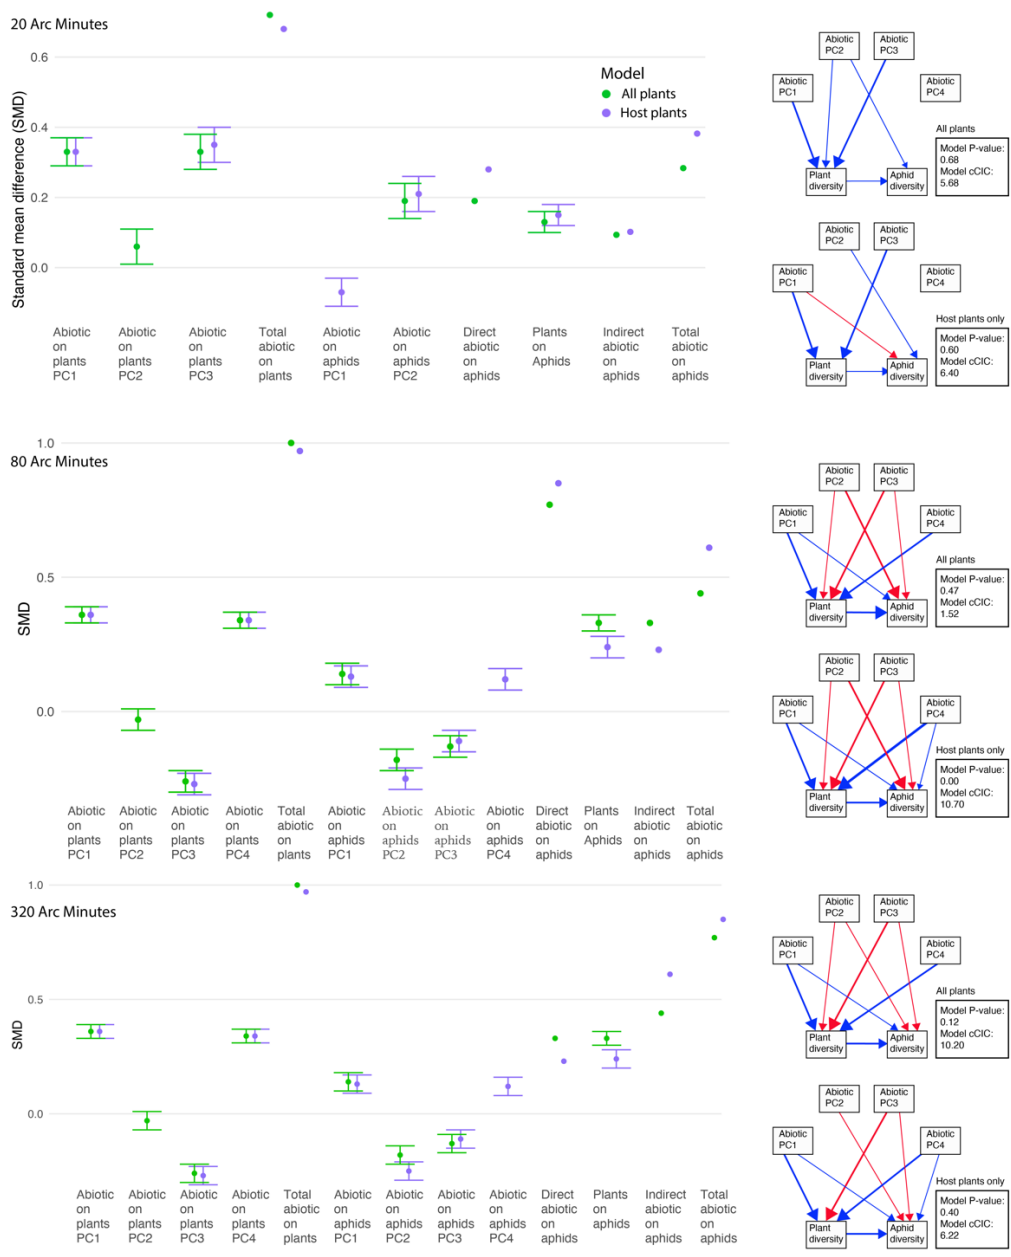 20 Arc Minutes
Standard mean difference (SMD)
0.6
0.4
0.2
0.0
Model
All plants
Host plants
Abiotic
on
plants
PC1
Abiotic
on
plants
PC2
Abiotic
on
plants
PC3
Total
abiotic
on
plants
Abiotic
on
aphids
PC1
Abiotic
on
aphids
PC2
Direct
abiotic
on
aphids
Plants
on
Aphids
Indirect
abiotic
on
aphids
Total
abiotic
on
aphids
Abiotic
PC2
Abiotic
PC3
Abiotic
PC1
Abiotic
PC4
Plant
diversity
Aphid
diversity
All plants
Model P-value:
0.68
Model cCIC:
5.68
Abiotic
PC2
Abiotic
PC3
Abiotic
PC1
Abiotic
PC4
Plant
diversity
Aphid
diversity
Host plants only
Model P-value:
0.60
Model cCIC:
6.40
80 Arc Minutes
SMD
1.0
0.5
0.0
Abiotic
on
plants
PC1
Abiotic
on
plants
PC2
Abiotic
on
plants
PC3
Abiotic
on
plants
PC4
Total
abiotic
on
plants
Abiotic
on
aphids
PC1
Abiotic
on
aphids
PC2
Abiotic
on
aphids
PC3
Abiotic
on
aphids
PC4
Direct
abiotic
on
aphids
Plants
on
Aphids
Indirect
abiotic
on
aphids
Total
abiotic
on
aphids
Abiotic
PC2
Abiotic
PC3
Abiotic
PC1
Abiotic
PC4
Plant
diversity
Aphid
diversity
All plants
Model P-value:
0.47
Model cCIC:
1.52
Abiotic
PC2
Abiotic
PC3
Abiotic
PC1
Abiotic
PC4
Plant
diversity
Aphid
diversity
Host plants only
Model P-value:
0.00
Model cCIC:
10.70
320 Arc Minutes
SMD
1.0
0.5
0.0
Abiotic
on
plants
PC1
Abiotic
on
plants
PC2
Abiotic
on
plants
PC3
Abiotic
on
plants
PC4
Total
abiotic
on
plants
Abiotic
on
aphids
PC1
Abiotic
on
aphids
PC2
Abiotic
on
aphids
PC3
Abiotic
on
aphids
PC4
Direct
abiotic
on
aphids
Plants
on
aphids
Indirect
abiotic
on
aphids
Total
abiotic
on
aphids
Abiotic
PC2
Abiotic
PC3
Abiotic
PC1
Abiotic
PC4
Plant
diversity
Aphid
diversity
All plants
Model P-value:
0.12
Model cCIC:
10.20
Abiotic
PC2
Abiotic
PC3
Abiotic
PC1
Abiotic
PC4
Plant
diversity
Aphid
diversity
Host plants only
Model P-value:
0.40
Model cCIC:
6.22